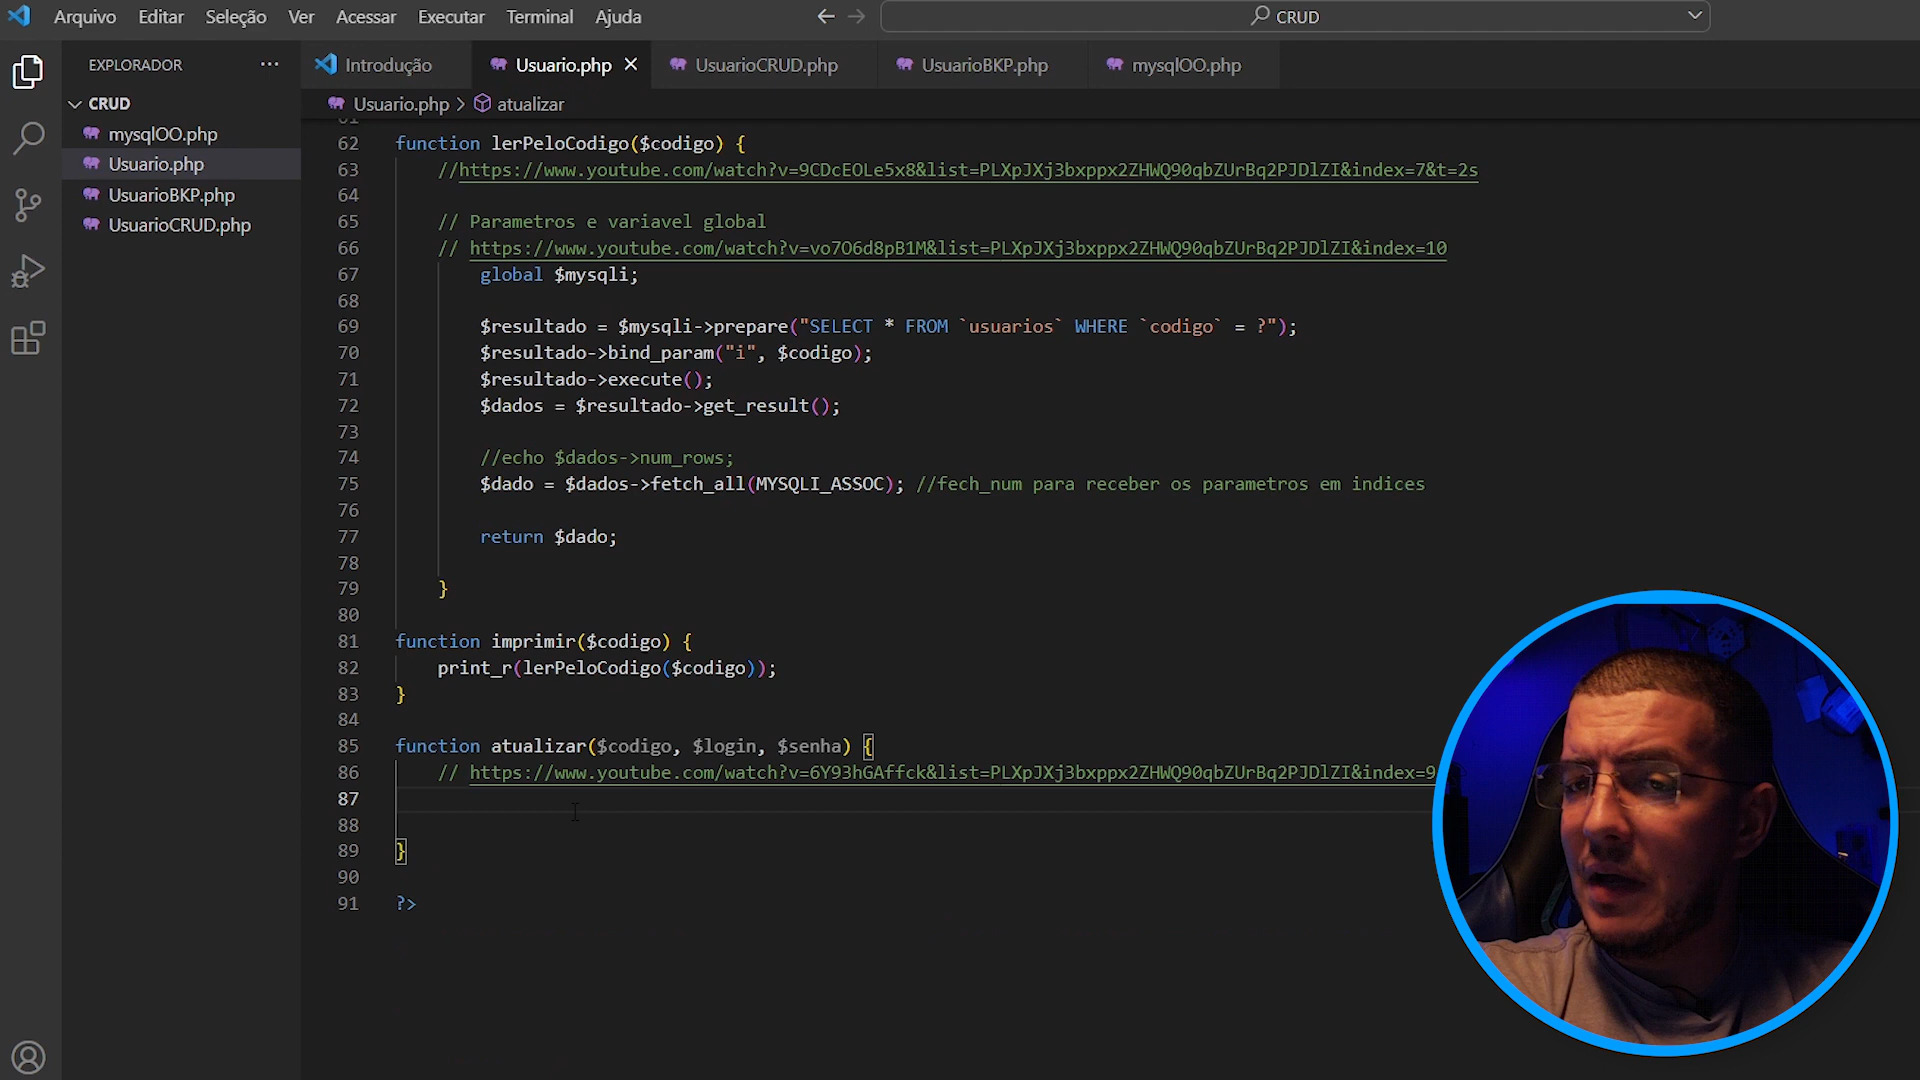 Arquivo Editar Seleção Ver Acessar Executar Terminal Ajuda
CRUD
EXPLORADOR ···
CRUD
mysqlOO.php
Usuario.php
UsuarioBKP.php
UsuarioCRUD.php
Introdução Usuario.php UsuarioCRUD.php UsuarioBKP.php mysqlOO.php
Usuario.php > atualizar
61
62 function lerPeloCodigo($codigo) {
63 //https://www.youtube.com/watch?v=9CDcEOLe5x8&list=PLXpJXj3bxppx2ZHWQ90qbZUrBq2PJDlZI&index=7&t=2s
64
65 // Parametros e variavel global
66 // https://www.youtube.com/watch?v=vo7O6d8pB1M&list=PLXpJXj3bxppx2ZHWQ90qbZUrBq2PJDlZI&index=10
67 global $mysqli;
68
69 $resultado = $mysqli->prepare("SELECT * FROM `usuarios` WHERE `codigo` = ?");
70 $resultado->bind_param("i", $codigo);
71 $resultado->execute();
72 $dados = $resultado->get_result();
73
74 //echo $dados->num_rows;
75 $dado = $dados->fetch_all(MYSQLI_ASSOC); //fech_num para receber os parametros em indices
76
77 return $dado;
78
79 }
80
81 function imprimir($codigo) {
82 print_r(lerPeloCodigo($codigo));
83 }
84
85 function atualizar($codigo, $login, $senha) {
86 // https://www.youtube.com/watch?v=6Y93hGAffck&list=PLXpJXj3bxppx2ZHWQ90qbZUrBq2PJDlZI&index=9
87
88
89 }
90
91 ?>